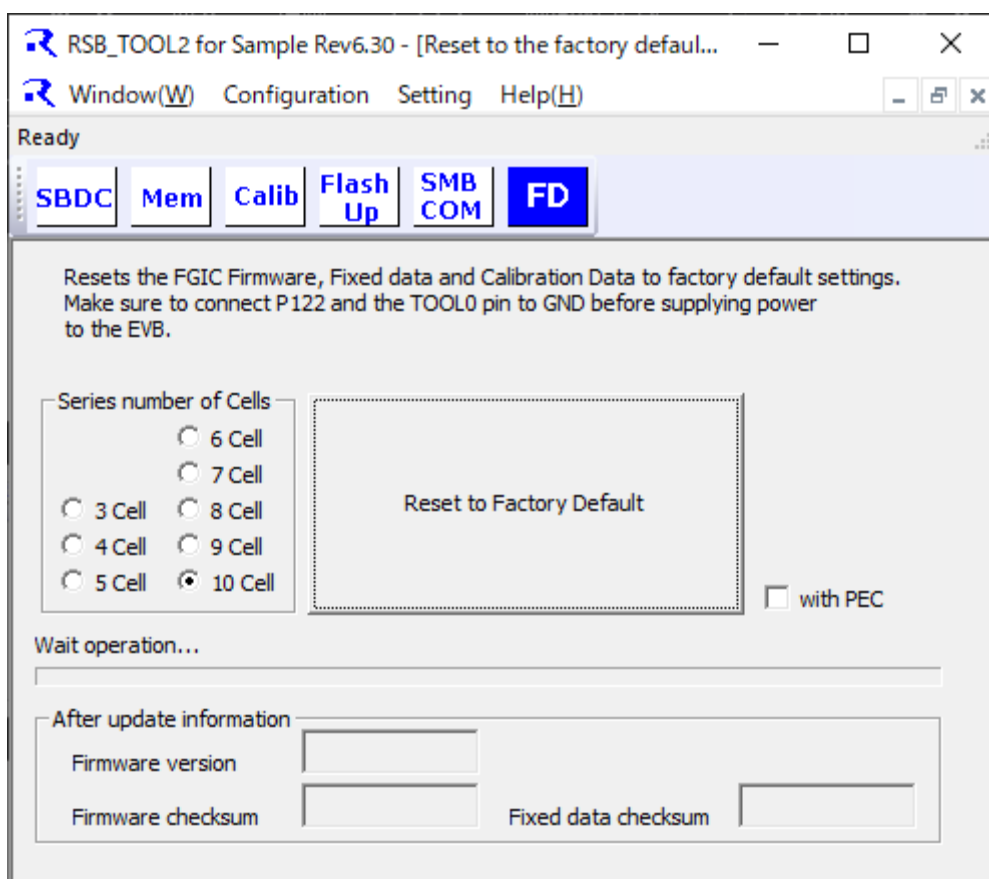 RSB_TOOL2 for Sample Rev6.30 - [Reset to the factory defaul...
Window(W) Configuration Setting Help(H)
Ready
SBDC
Mem
Calib
Flash
Up
SMB
COM
FD
Resets the FGIC Firmware, Fixed data and Calibration Data to factory default settings.
Make sure to connect P122 and the TOOL0 pin to GND before supplying power
to the EVB.
Series number of Cells
6 Cell
7 Cell
3 Cell 8 Cell
4 Cell 9 Cell
5 Cell 10 Cell
Reset to Factory Default
with PEC
Wait operation...
After update information
Firmware version
Firmware checksum Fixed data checksum